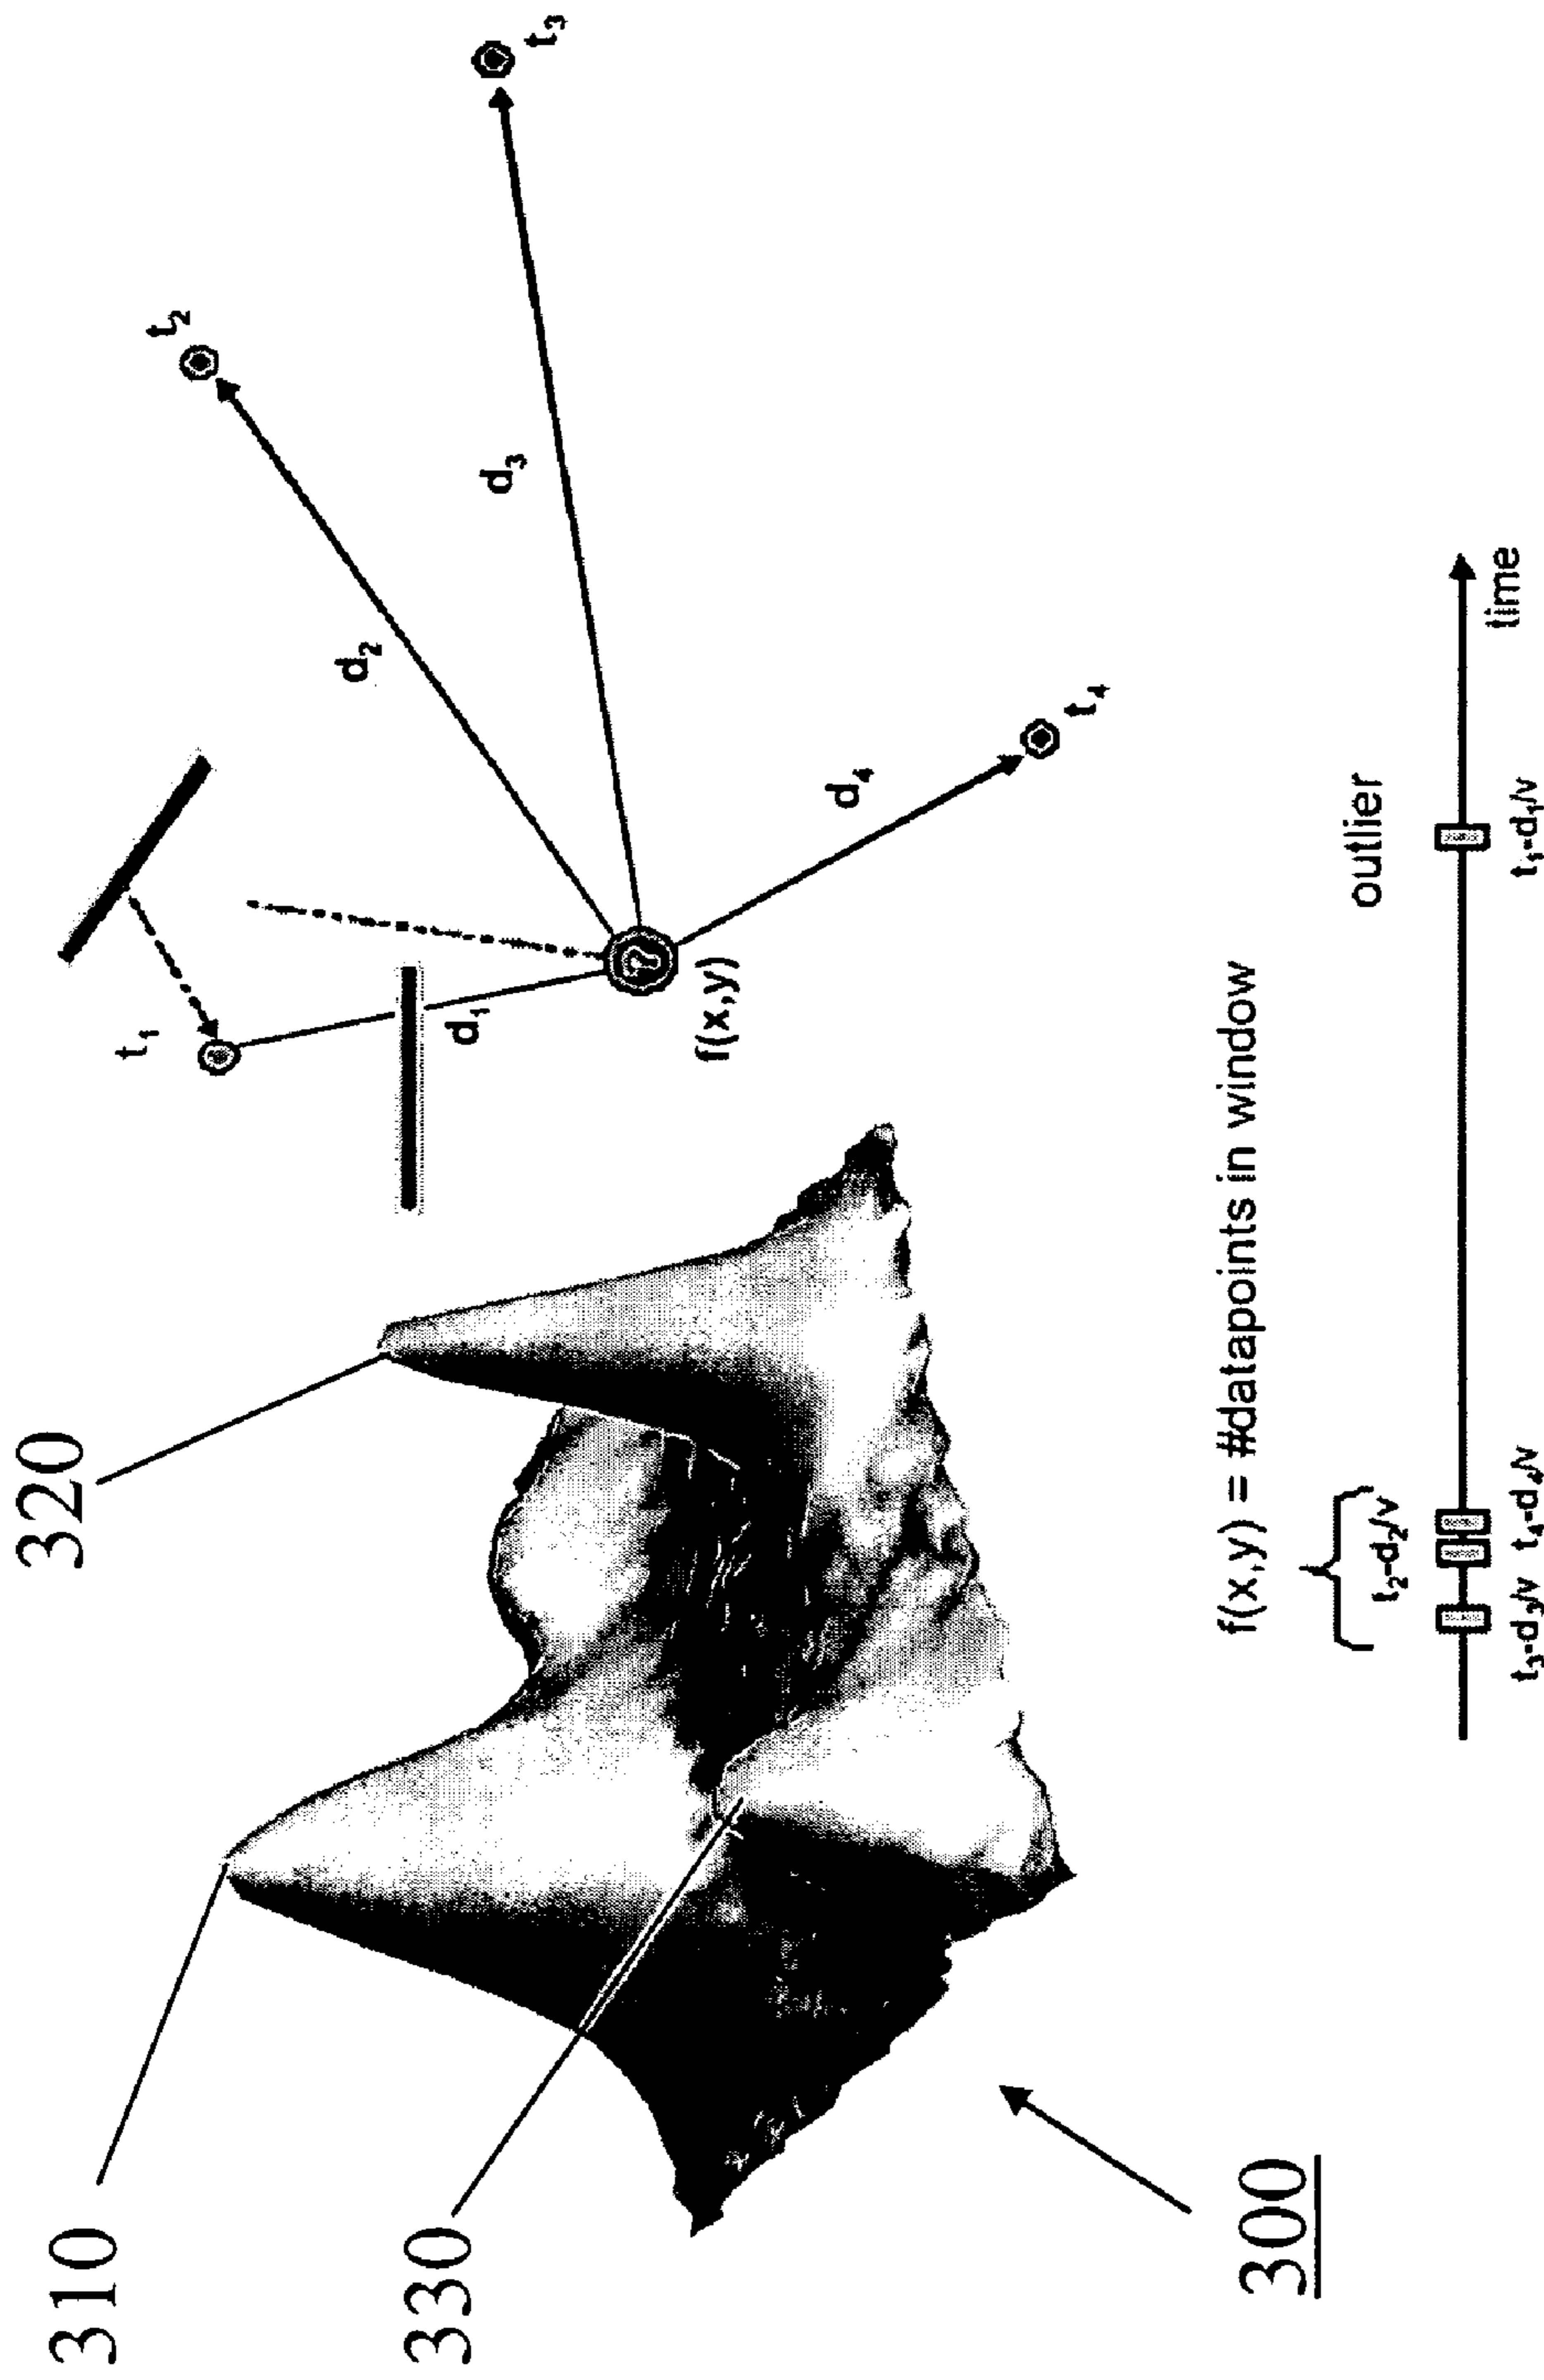 310
320
330
300
t₁
t₂
t₃
d₁
d₂
d₃
d₄
t₄
?
f(x,y)
f(x,y) = #datapoints in window
outlier
t₂-d₂/v
t₃-d₃/v t₄-d₄/v
t₁-d₁/v
time